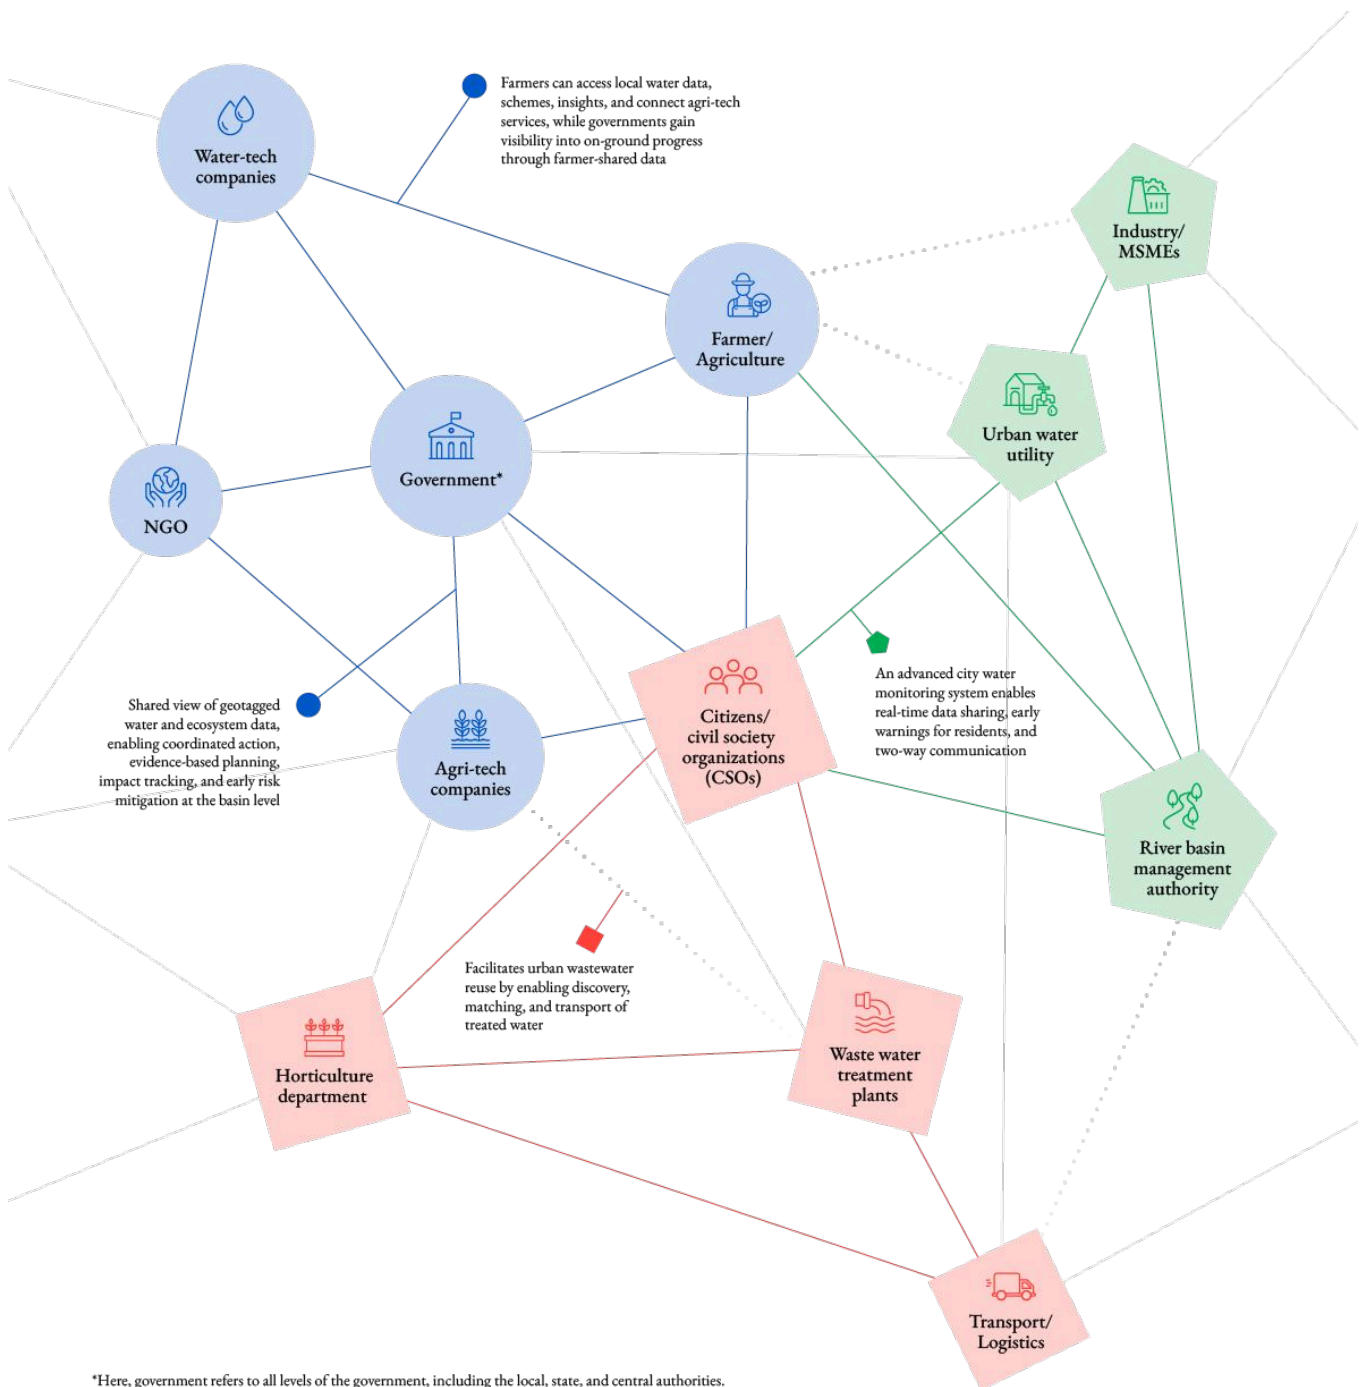 Farmers can access local water data,
schemes, insights, and connect agri-tech
services, while governments gain
visibility into on-ground progress
through farmer-shared data
Water-tech
companies
Industry/
MSMEs
Farmer/
Agriculture
Urban water
utility
Government*
NGO
An advanced city water
monitoring system enables
real-time data sharing, early
warnings for residents, and
two-way communication
Shared view of geotagged
water and ecosystem data,
enabling coordinated action,
evidence-based planning,
impact tracking, and early risk
mitigation at the basin level
Citizens/
civil society
organizations
(CSOs)
Agri-tech
companies
River basin
management
authority
Facilitates urban wastewater
reuse by enabling discovery,
matching, and transport of
treated water
Horticulture
department
Waste water
treatment
plants
Transport/
Logistics
*Here, government refers to all levels of the government, including the local, state, and central authorities.